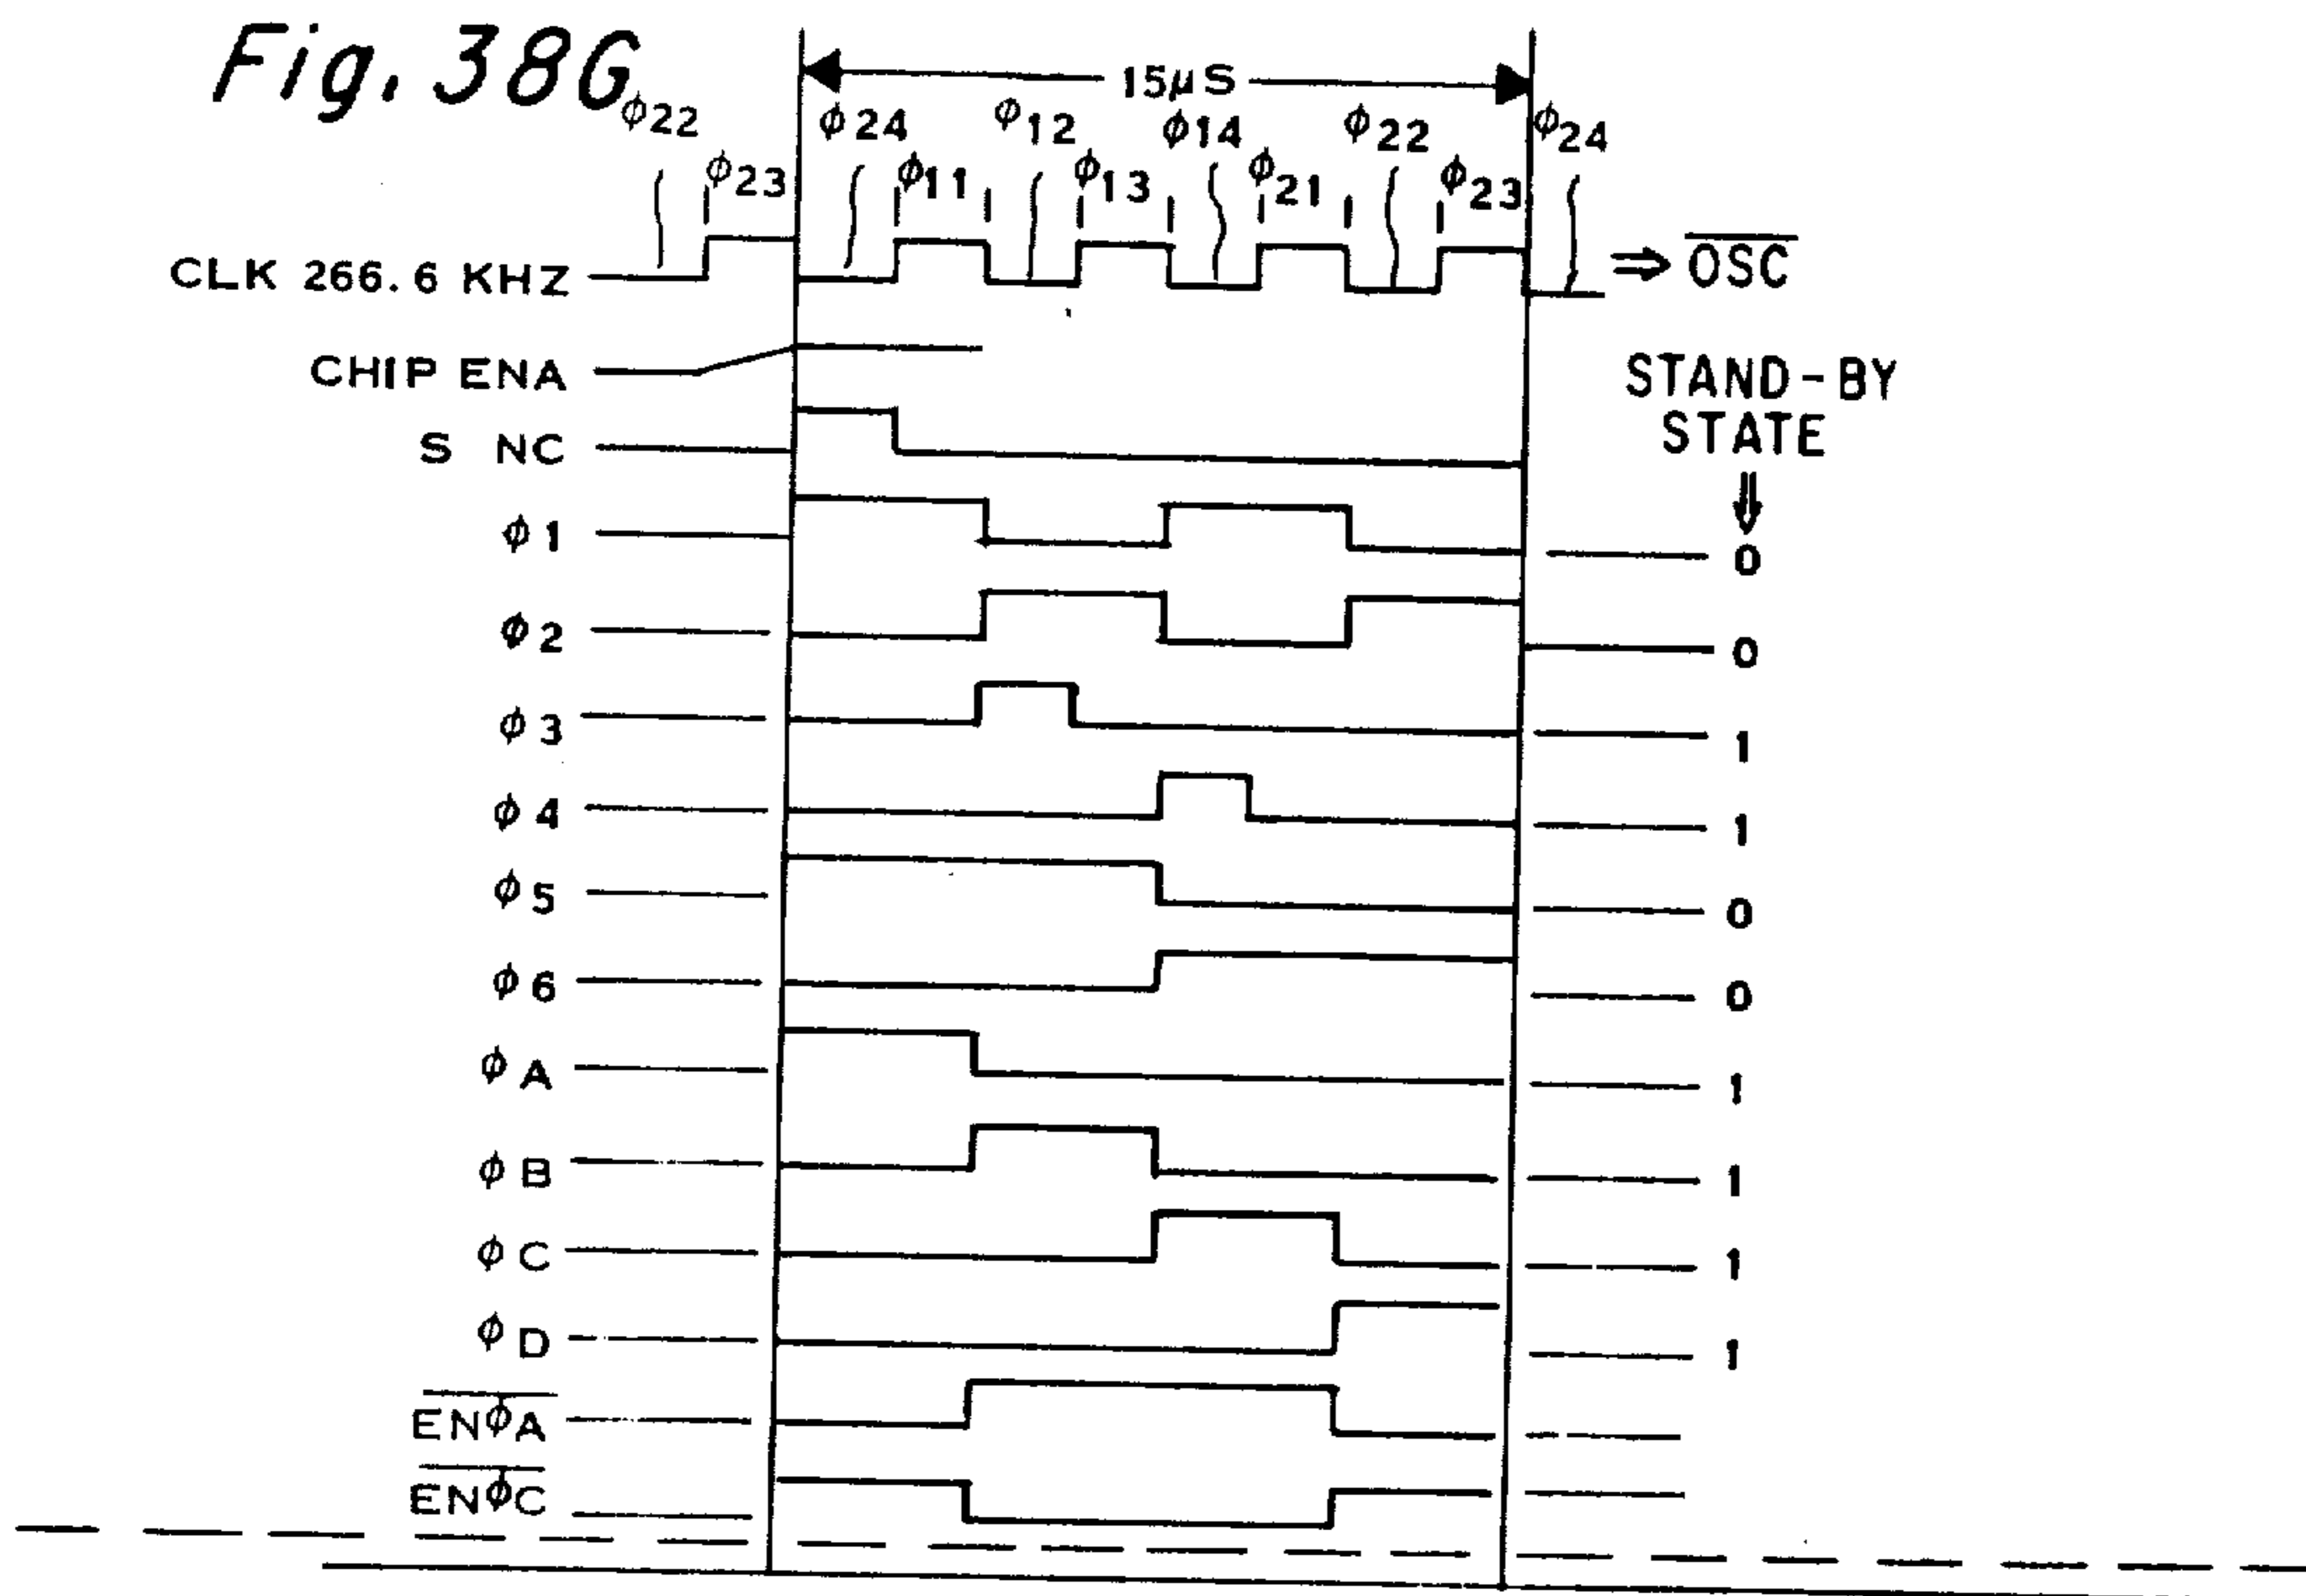 Fig. 38G
15μS
ϕ22 ϕ24 ϕ12 ϕ14 ϕ22 ϕ24
ϕ23 ϕ11 ϕ13 ϕ21 ϕ23
CLK 266.6 KHZ ⇒ OSC
CHIP ENA
STAND-BY
STATE
⇓
S NC
ϕ1 0
ϕ2 0
ϕ3 1
ϕ4 1
ϕ5 0
ϕ6 0
ϕA 1
ϕB 1
ϕC 1
ϕD 1
ENϕA
ENϕC